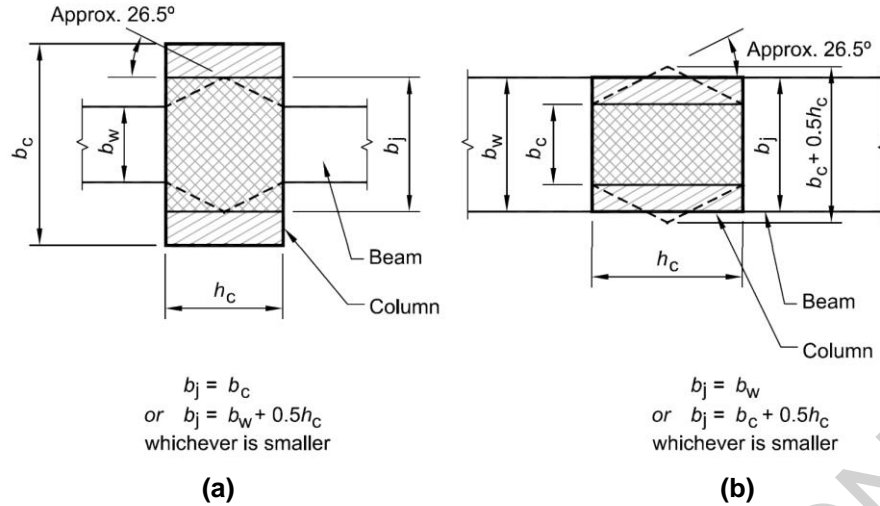 Approx. 26.5º
b_c
b_w
b_j
h_c
Beam
Column
b_j = b_c
or b_j = b_w + 0.5h_c
whichever is smaller
(a)
Approx. 26.5º
b_w
b_c
b_j
b_c + 0.5h_c
h_c
Beam
Column
b_j = b_w
or b_j = b_c + 0.5h_c
whichever is smaller
(b)